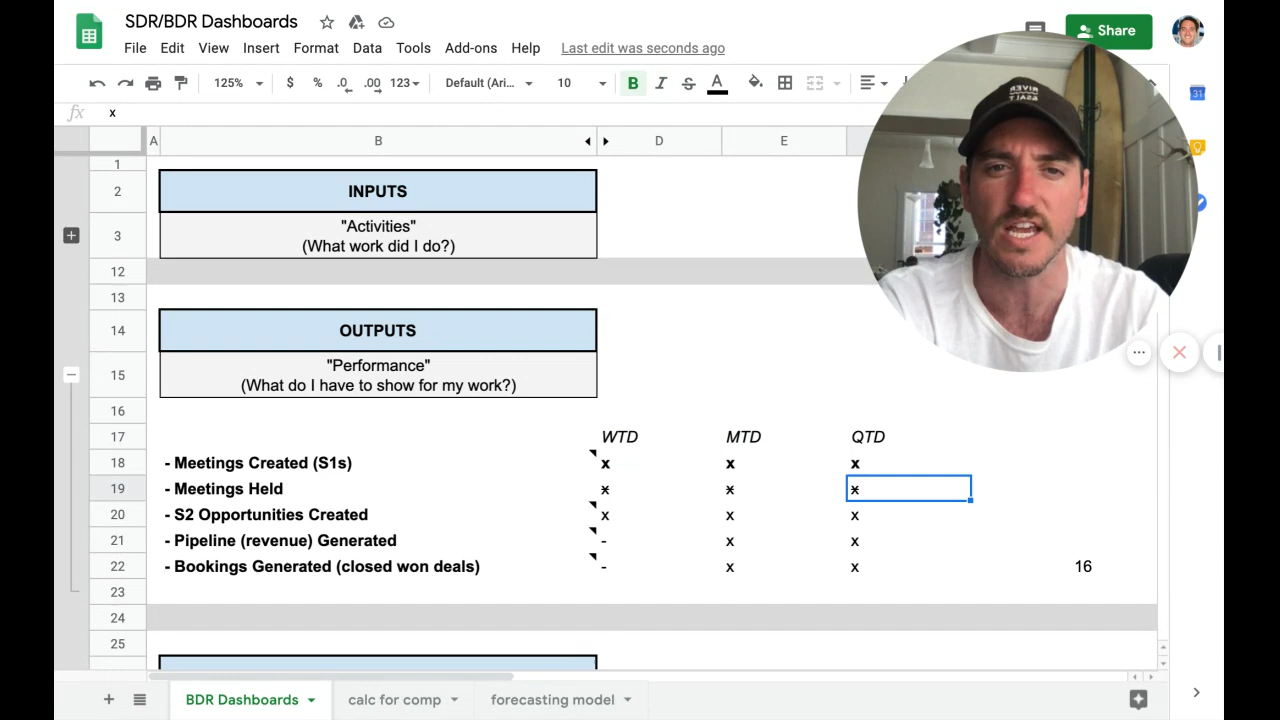 SDR/BDR Dashboards
File Edit View Insert Format Data Tools Add-ons Help Last edit was seconds ago
Share
125% $ % .0 .00 123 Default (Ari... 10 B I S A
31
fx x
A B D E
1
2 INPUTS
3 "Activities"
(What work did I do?)
12
13
14 OUTPUTS
15 "Performance"
(What do I have to show for my work?)
16
17 WTD MTD QTD
18 - Meetings Created (S1s) x x x
19 - Meetings Held x x x
20 - S2 Opportunities Created x x x
21 - Pipeline (revenue) Generated - x x
22 - Bookings Generated (closed won deals) - x x 16
23
24
25
BDR Dashboards calc for comp forecasting model